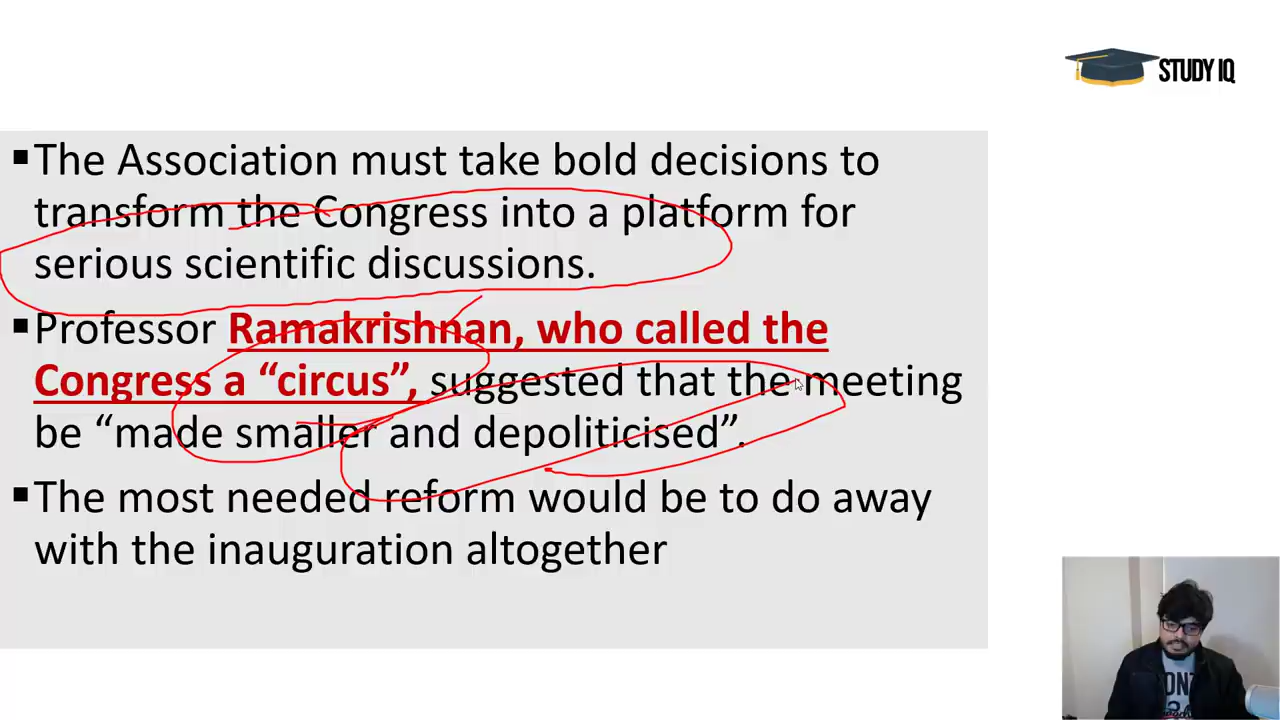 STUDY IQ
▪The Association must take bold decisions to
transform the Congress into a platform for
serious scientific discussions.
▪Professor Ramakrishnan, who called the
Congress a “circus”, suggested that the meeting
be “made smaller and depoliticised”.
▪The most needed reform would be to do away
with the inauguration altogether